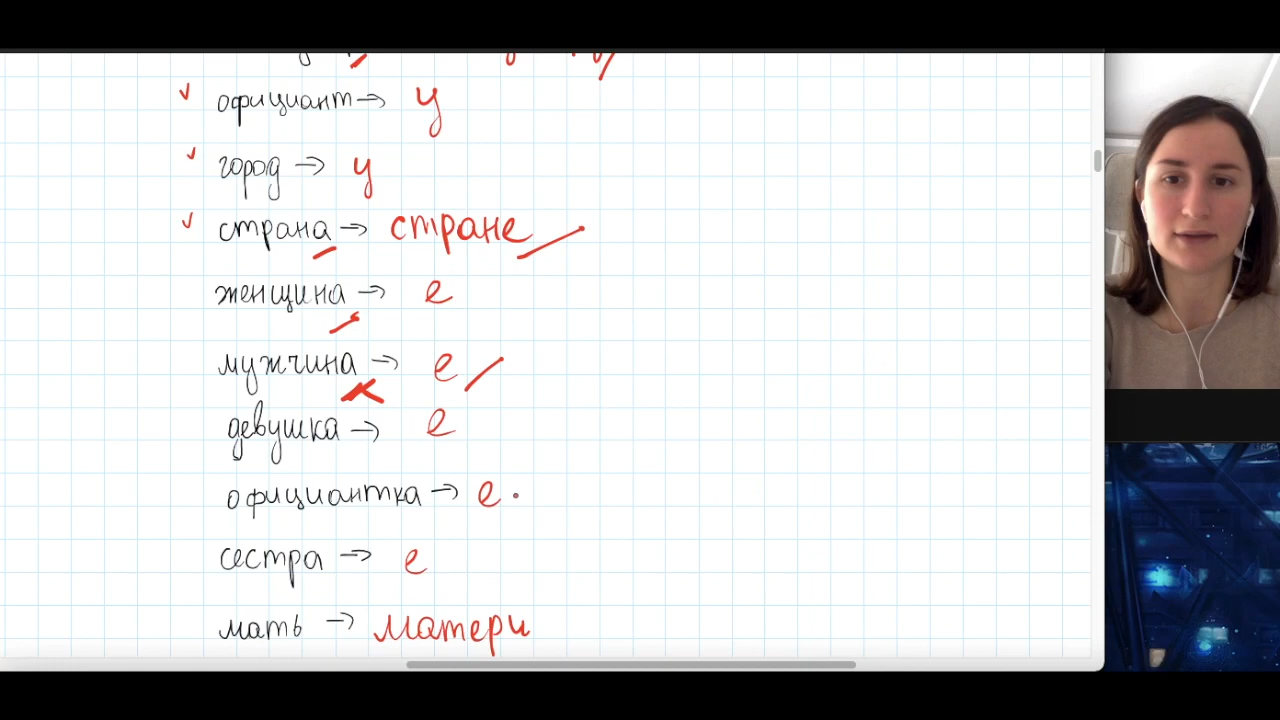 официант → у
город → у
страна → стране
женщина → е
мужчина → е
девушка → е
официантка → е
сестра → е
мать → матери